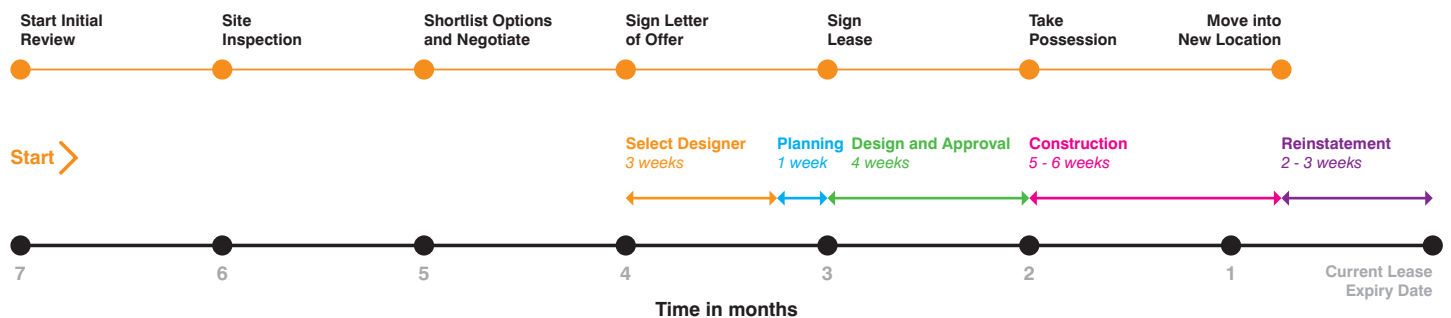 Start Initial
Review
Site
Inspection
Shortlist Options
and Negotiate
Sign Letter
of Offer
Sign
Lease
Take
Possession
Move into
New Location
Start
Select Designer
3 weeks
Planning
1 week
Design and Approval
4 weeks
Construction
5 - 6 weeks
Reinstatement
2 - 3 weeks
7
6
5
4
3
2
1
Current Lease
Expiry Date
Time in months